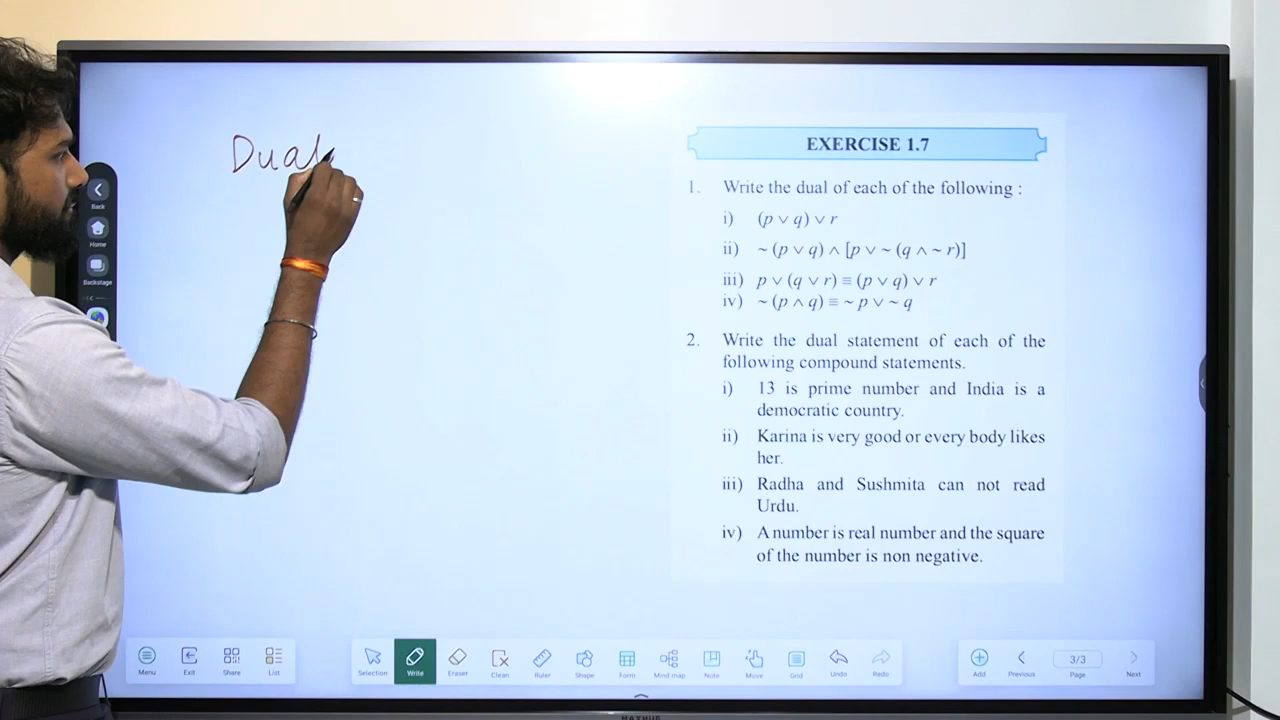 Dual
EXERCISE 1.7
1. Write the dual of each of the following :
i) (p ∨ q) ∨ r
ii) ~ (p ∨ q) ∧ [p ∨ ~ (q ∧ ~ r)]
iii) p ∨ (q ∨ r) ≡ (p ∨ q) ∨ r
iv) ~ (p ∧ q) ≡ ~ p ∨ ~ q
2. Write the dual statement of each of the
following compound statements.
i) 13 is prime number and India is a
democratic country.
ii) Karina is very good or every body likes
her.
iii) Radha and Sushmita can not read
Urdu.
iv) A number is real number and the square
of the number is non negative.
Back
Home
Backstage
Menu Exit Share List Selection Write Eraser Clean Ruler Shape Form Mind map Note Move Grid Undo Redo Add Previous 3/3 Page Next